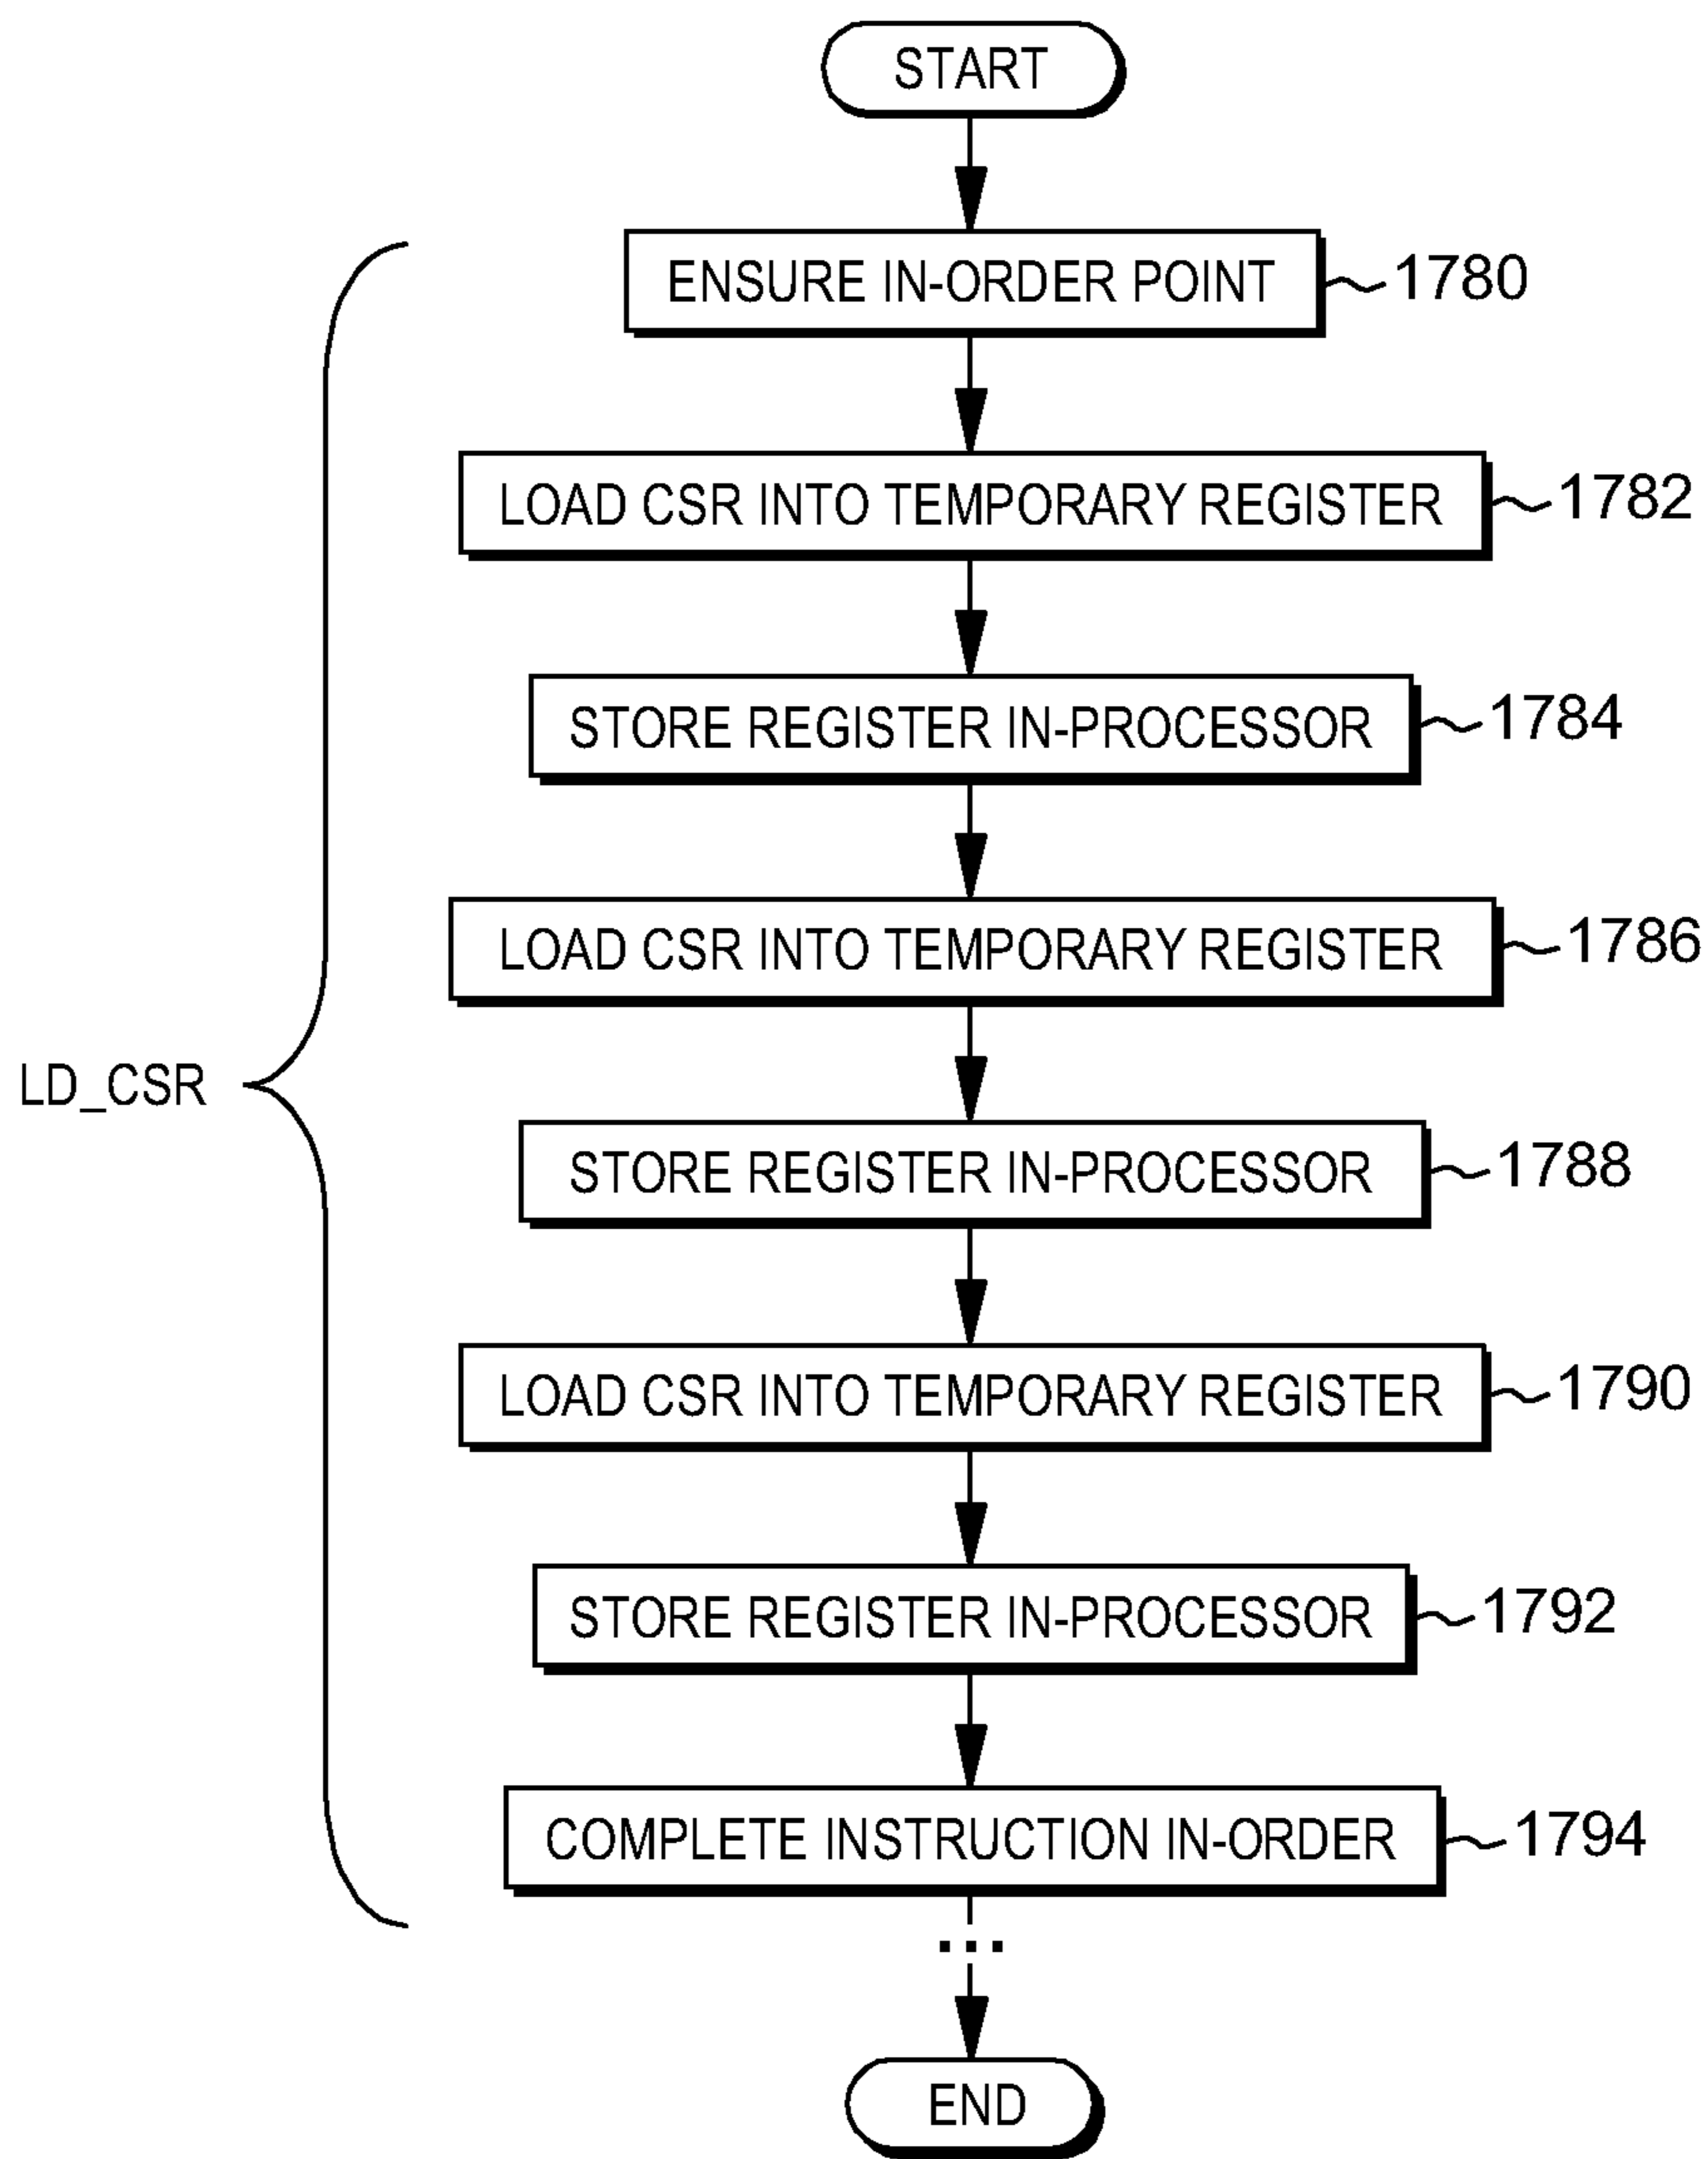 START
ENSURE IN-ORDER POINT 1780
LOAD CSR INTO TEMPORARY REGISTER 1782
STORE REGISTER IN-PROCESSOR 1784
LOAD CSR INTO TEMPORARY REGISTER 1786
LD_CSR
STORE REGISTER IN-PROCESSOR 1788
LOAD CSR INTO TEMPORARY REGISTER 1790
STORE REGISTER IN-PROCESSOR 1792
COMPLETE INSTRUCTION IN-ORDER 1794
...
END